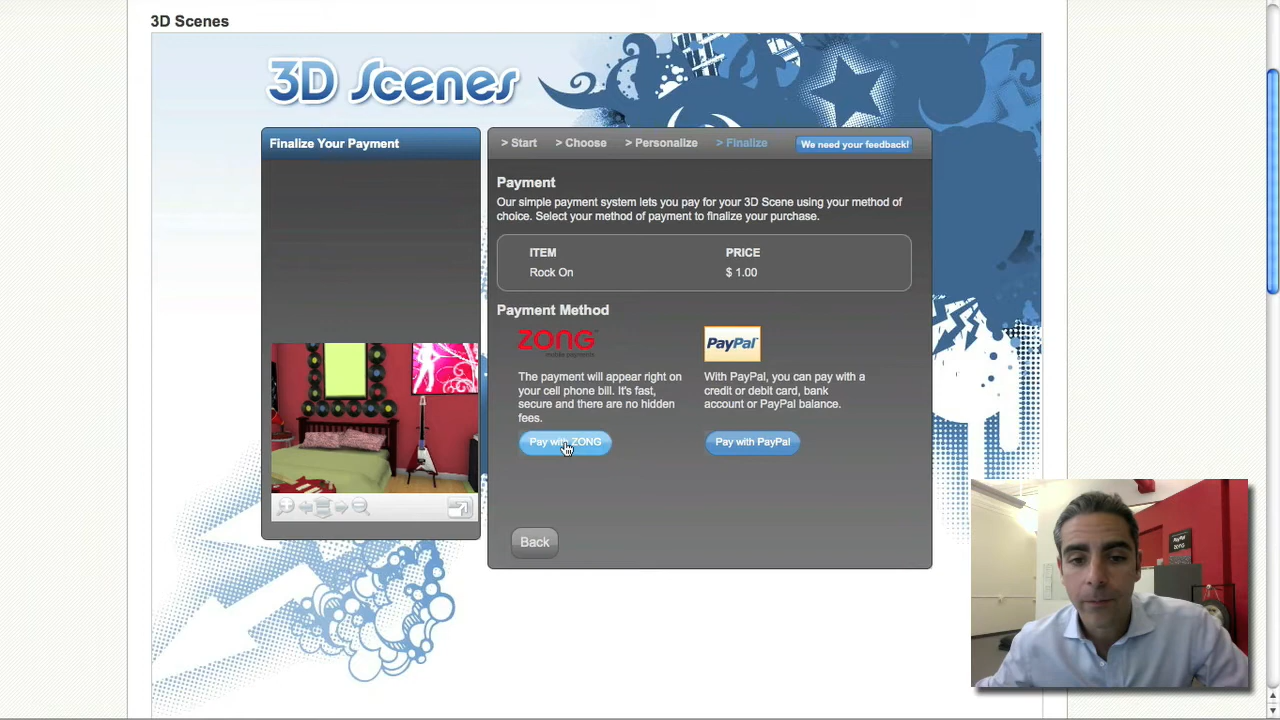 3D Scenes
3D Scenes
Finalize Your Payment
> Start > Choose > Personalize > Finalize We need your feedback!
Payment
Our simple payment system lets you pay for your 3D Scene using your method of
choice. Select your method of payment to finalize your purchase.
ITEM PRICE
Rock On $ 1.00
Payment Method
ZONG
mobile payments
The payment will appear right on
your cell phone bill. It's fast,
secure and there are no hidden
fees.
Pay with ZONG
PayPal
With PayPal, you can pay with a
credit or debit card, bank
account or PayPal balance.
Pay with PayPal
Back
PayPal
ZONG